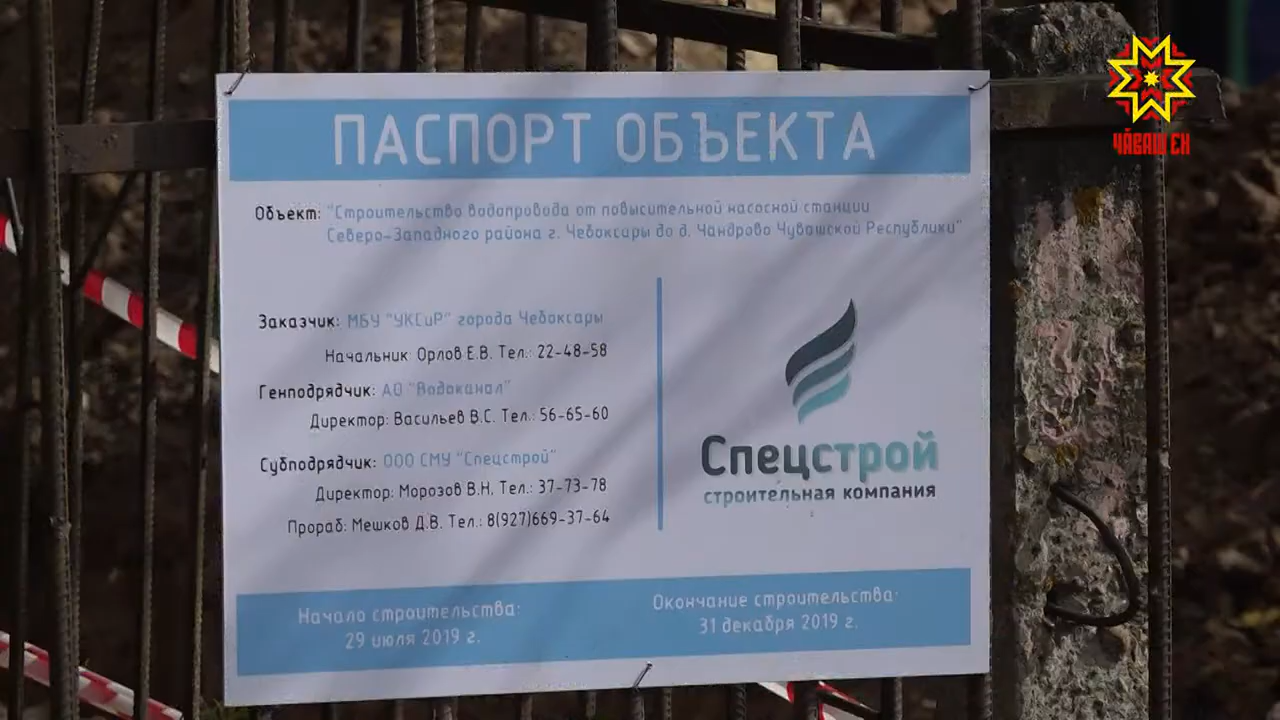 ПАСПОРТ ОБЪЕКТА
ЧӐВАШ ЕН
Объект: "Строительство водопровода от повысительной насосной станции
Северо-Западного района г. Чебоксары до д. Чандрово Чувашской Республики"
Заказчик: МБУ "УКСиР" города Чебоксары
Начальник: Орлов Е.В. Тел.: 22-48-58
Генподрядчик: АО "Водоканал"
Директор: Васильев В.С. Тел.: 56-65-60
Субподрядчик: ООО СМУ "Спецстрой"
Директор: Морозов В.Н. Тел.: 37-73-78
Прораб: Мешков Д.В. Тел.: 8(927)669-37-64
Спецстрой
строительная компания
Начало строительства:
29 июля 2019 г.
Окончание строительства:
31 декабря 2019 г.